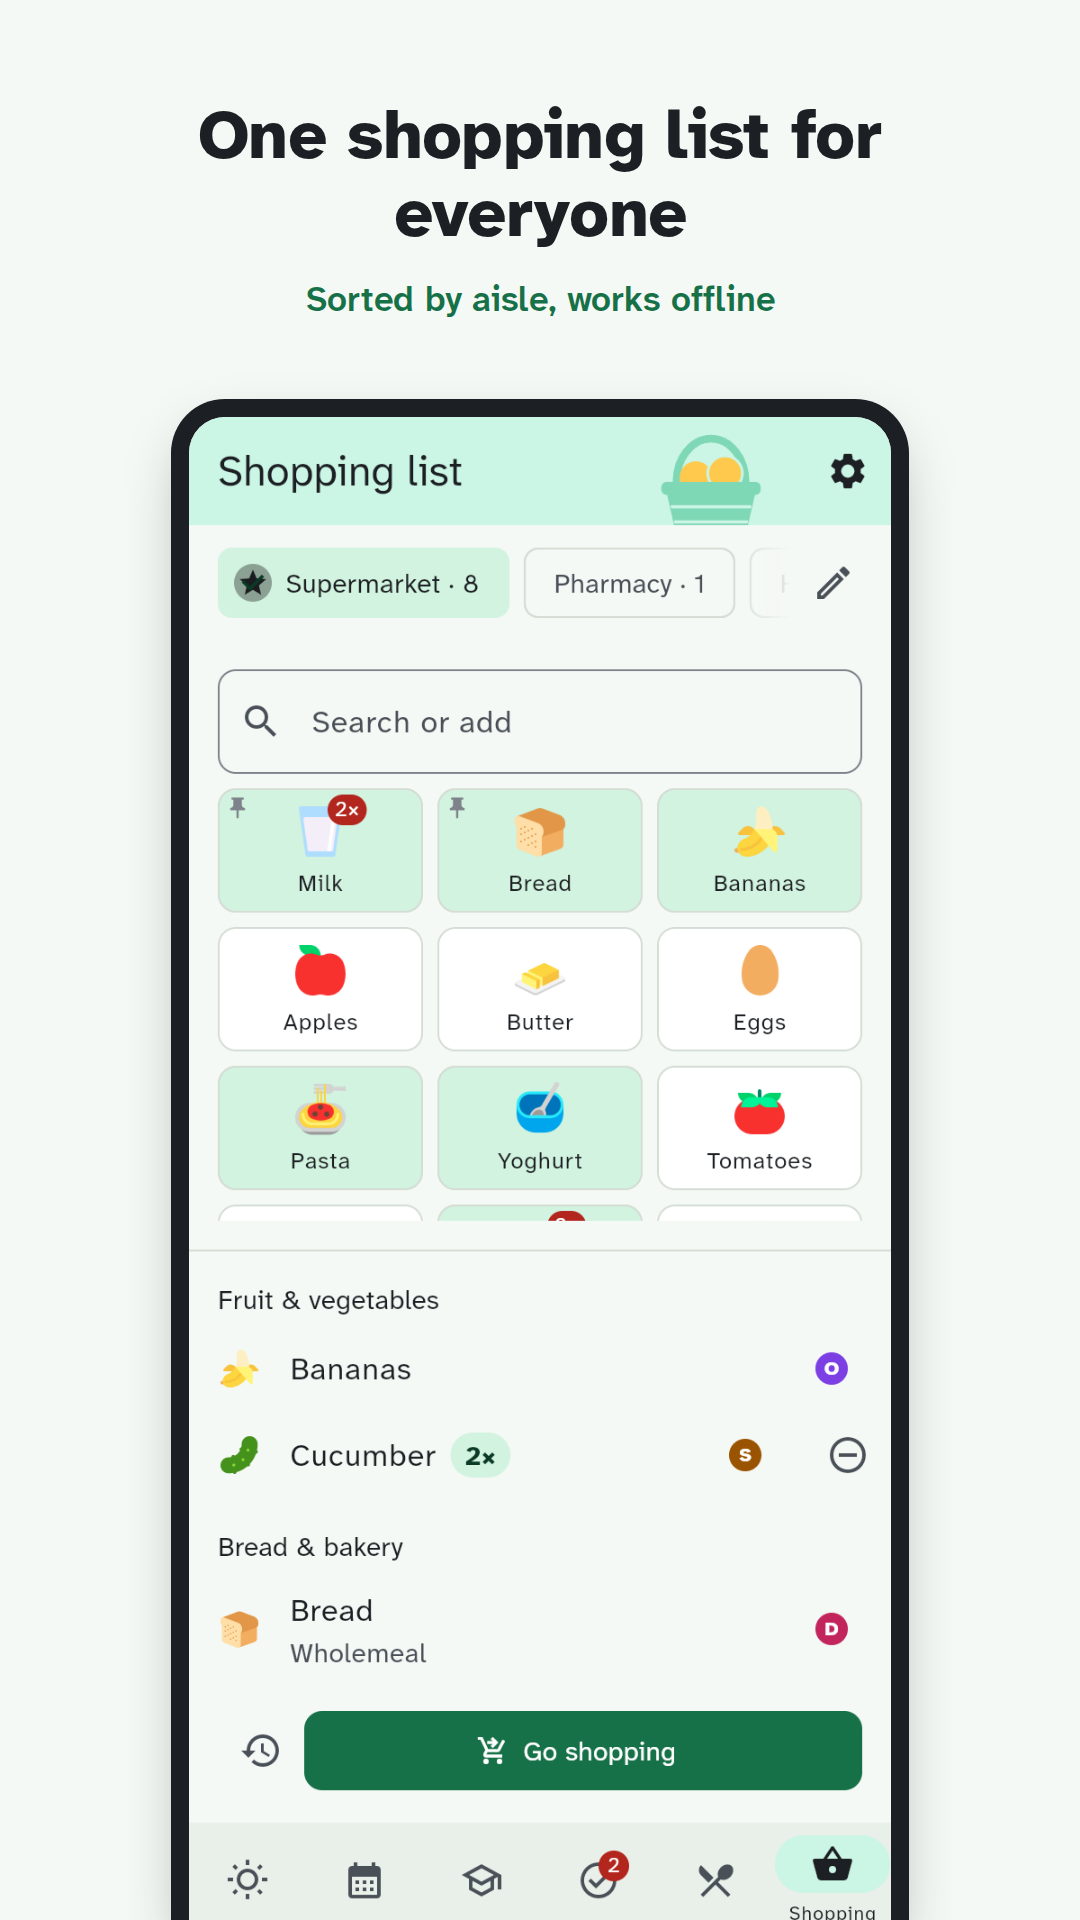 One shopping list for
everyone
Sorted by aisle, works offline
Shopping list
Supermarket · 8
Pharmacy · 1
Search or add
2×
Milk
Bread
Bananas
Apples
Butter
Eggs
Pasta
Yoghurt
Tomatoes
Fruit & vegetables
Bananas
O
Cucumber 2×
S
Bread & bakery
Bread
Wholemeal
D
Go shopping
2
Shopping